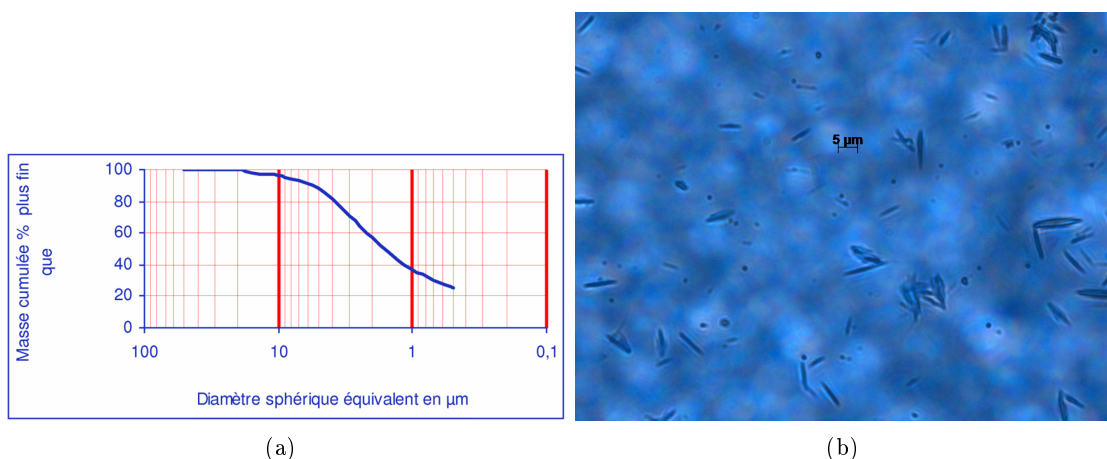 Masse cumulée % plus fin
que
100
80
60
40
20
0
100
10
1
0,1
Diamètre sphérique équivalent en µm
5 µm
(a)
(b)